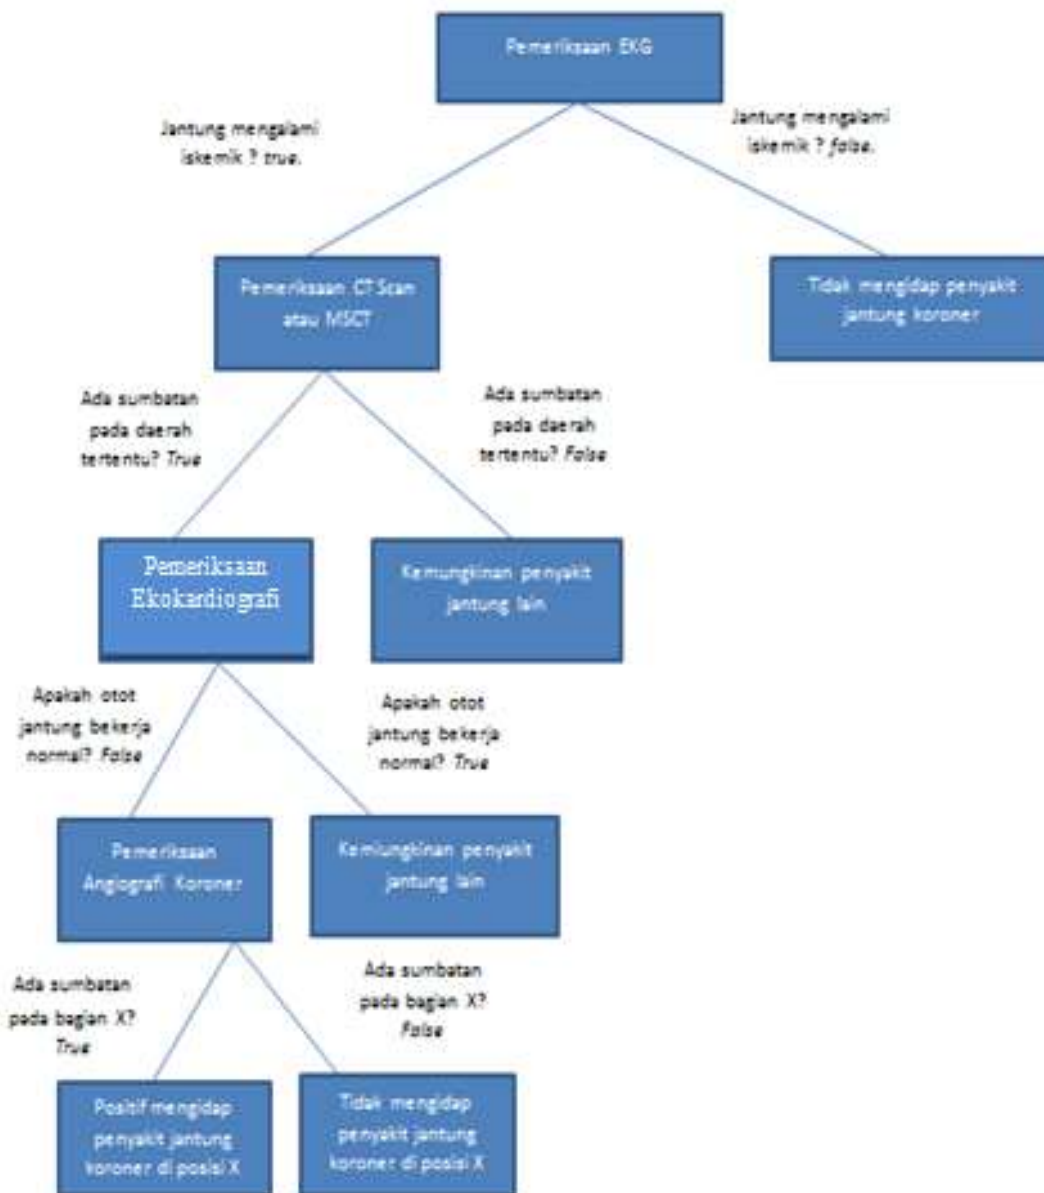 Pemeriksaan EKG
Jantung mengalami
iskemik ? true.
Jantung mengalami
iskemik ? false.
Pemeriksaan CT-Scan
atau MSCT
Tidak mengidap penyakit
jantung koroner
Ada sumbatan
pada daerah
tertentu? True
Ada sumbatan
pada daerah
tertentu? False
Pemeriksaan
Ekokardiografi
Kemungkinan penyakit
jantung lain
Apakah otot
jantung bekerja
normal? False
Apakah otot
jantung bekerja
normal? True
Pemeriksaan
Angiografi Koroner
Kemiungkinan penyakit
jantung lain
Ada sumbatan
pada bagian X?
True
Ada sumbatan
pada bagian X?
False
Positif mengidap
penyakit jantung
koroner di posisi X
Tidak mengidap
penyakit jantung
koroner di posisi X